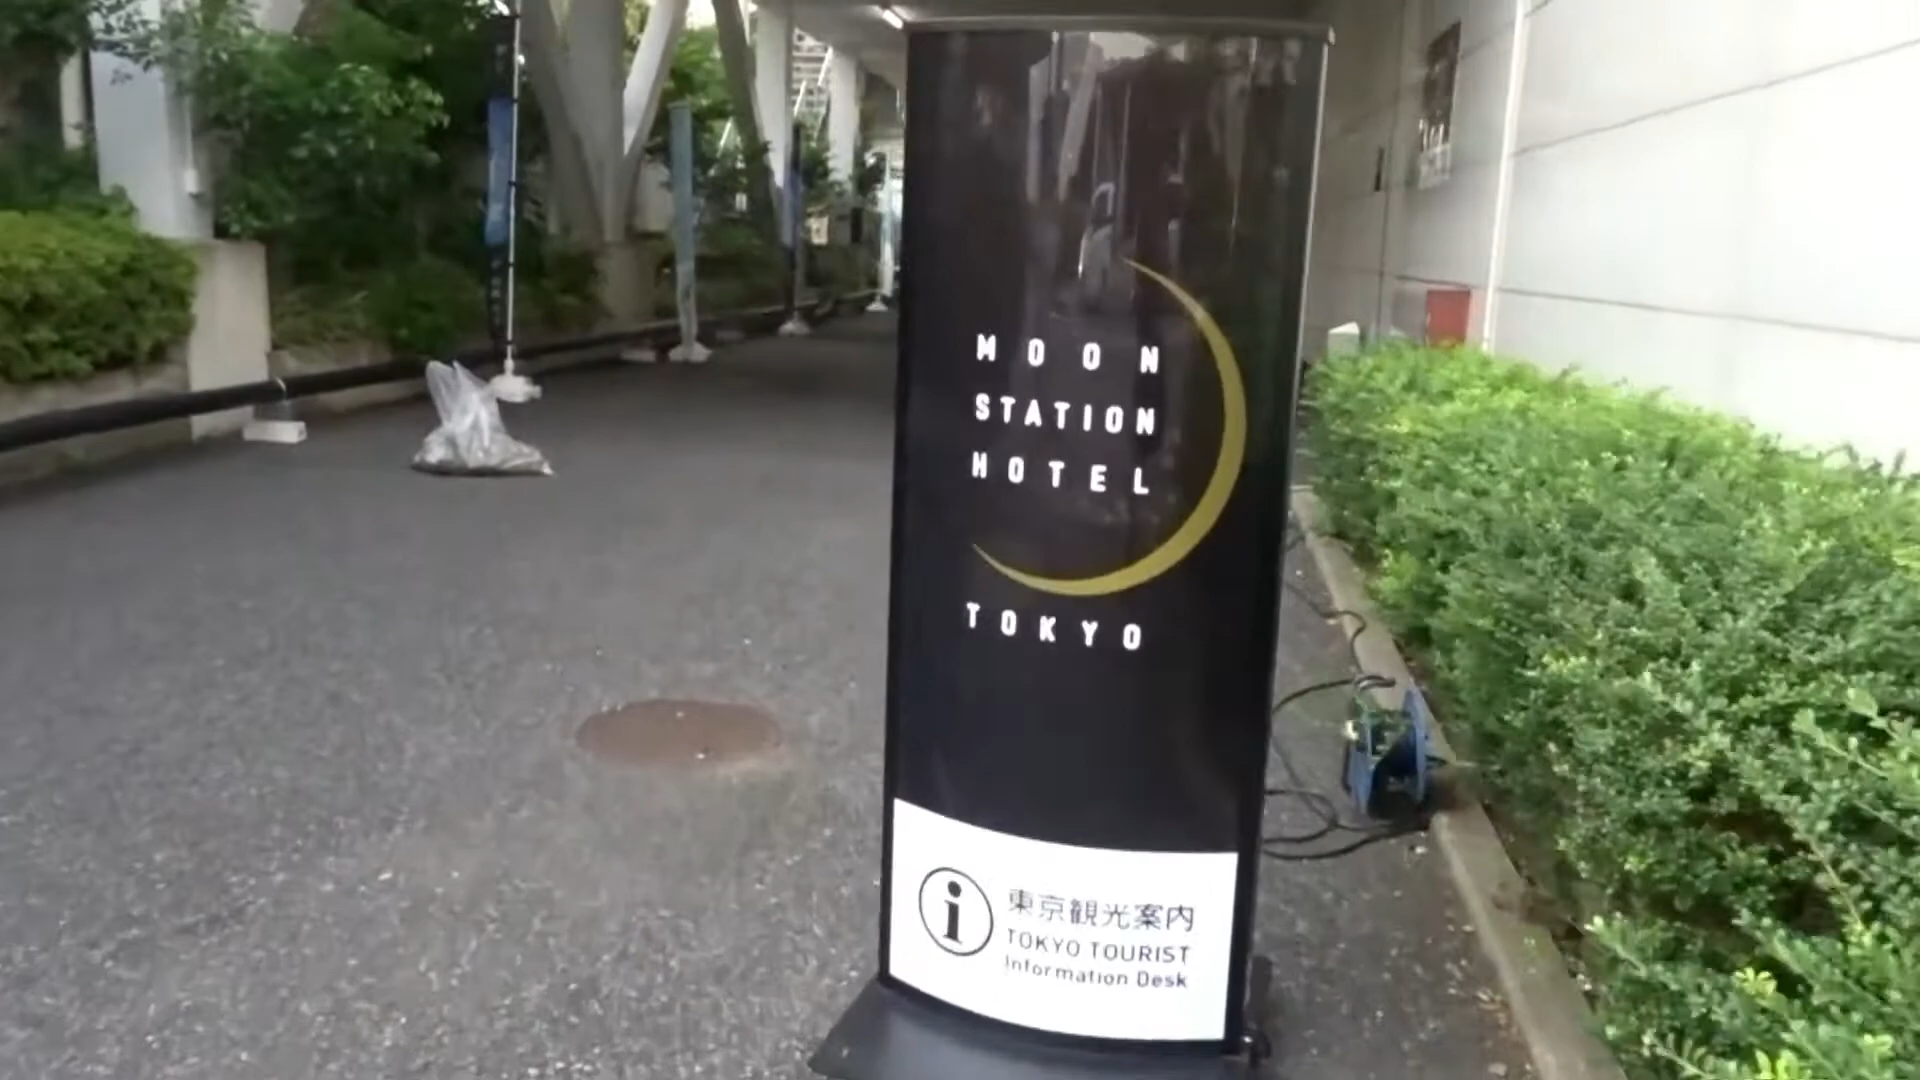 MOON
STATION
HOTEL
TOKYO
i
東京観光案内
TOKYO TOURIST
Information Desk